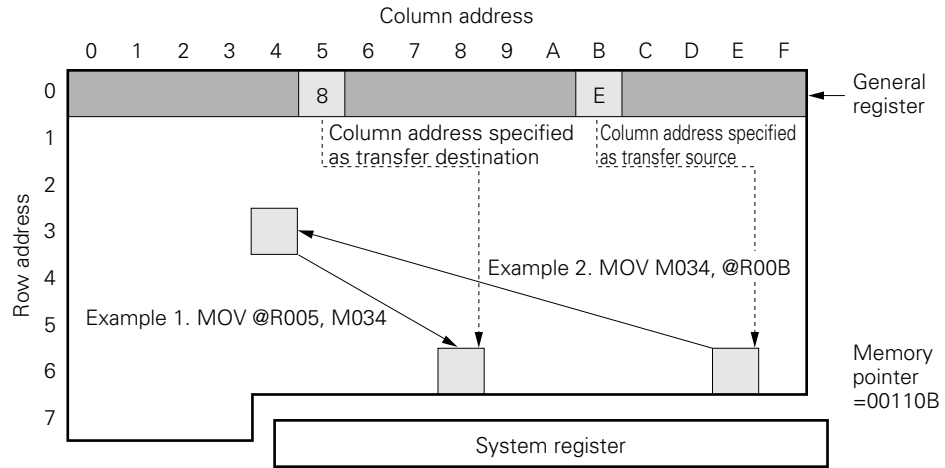 Column address
0 1 2 3 4 5 6 7 8 9 A B C D E F
0
8
E
General
register
1
Column address specified
as transfer destination
Column address specified
as transfer source
2
3
Row address
4
Example 2. MOV M034, @R00B
Example 1. MOV @R005, M034
5
6
Memory
pointer
=00110B
7
System register